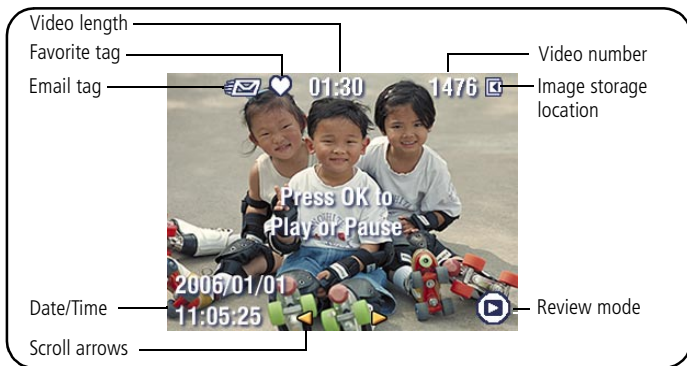 Video length
Favorite tag
Email tag
Video number
Image storage
location
01:30
1476
Press OK to
Play or Pause
2006/01/01
11:05:25
Date/Time
Scroll arrows
Review mode